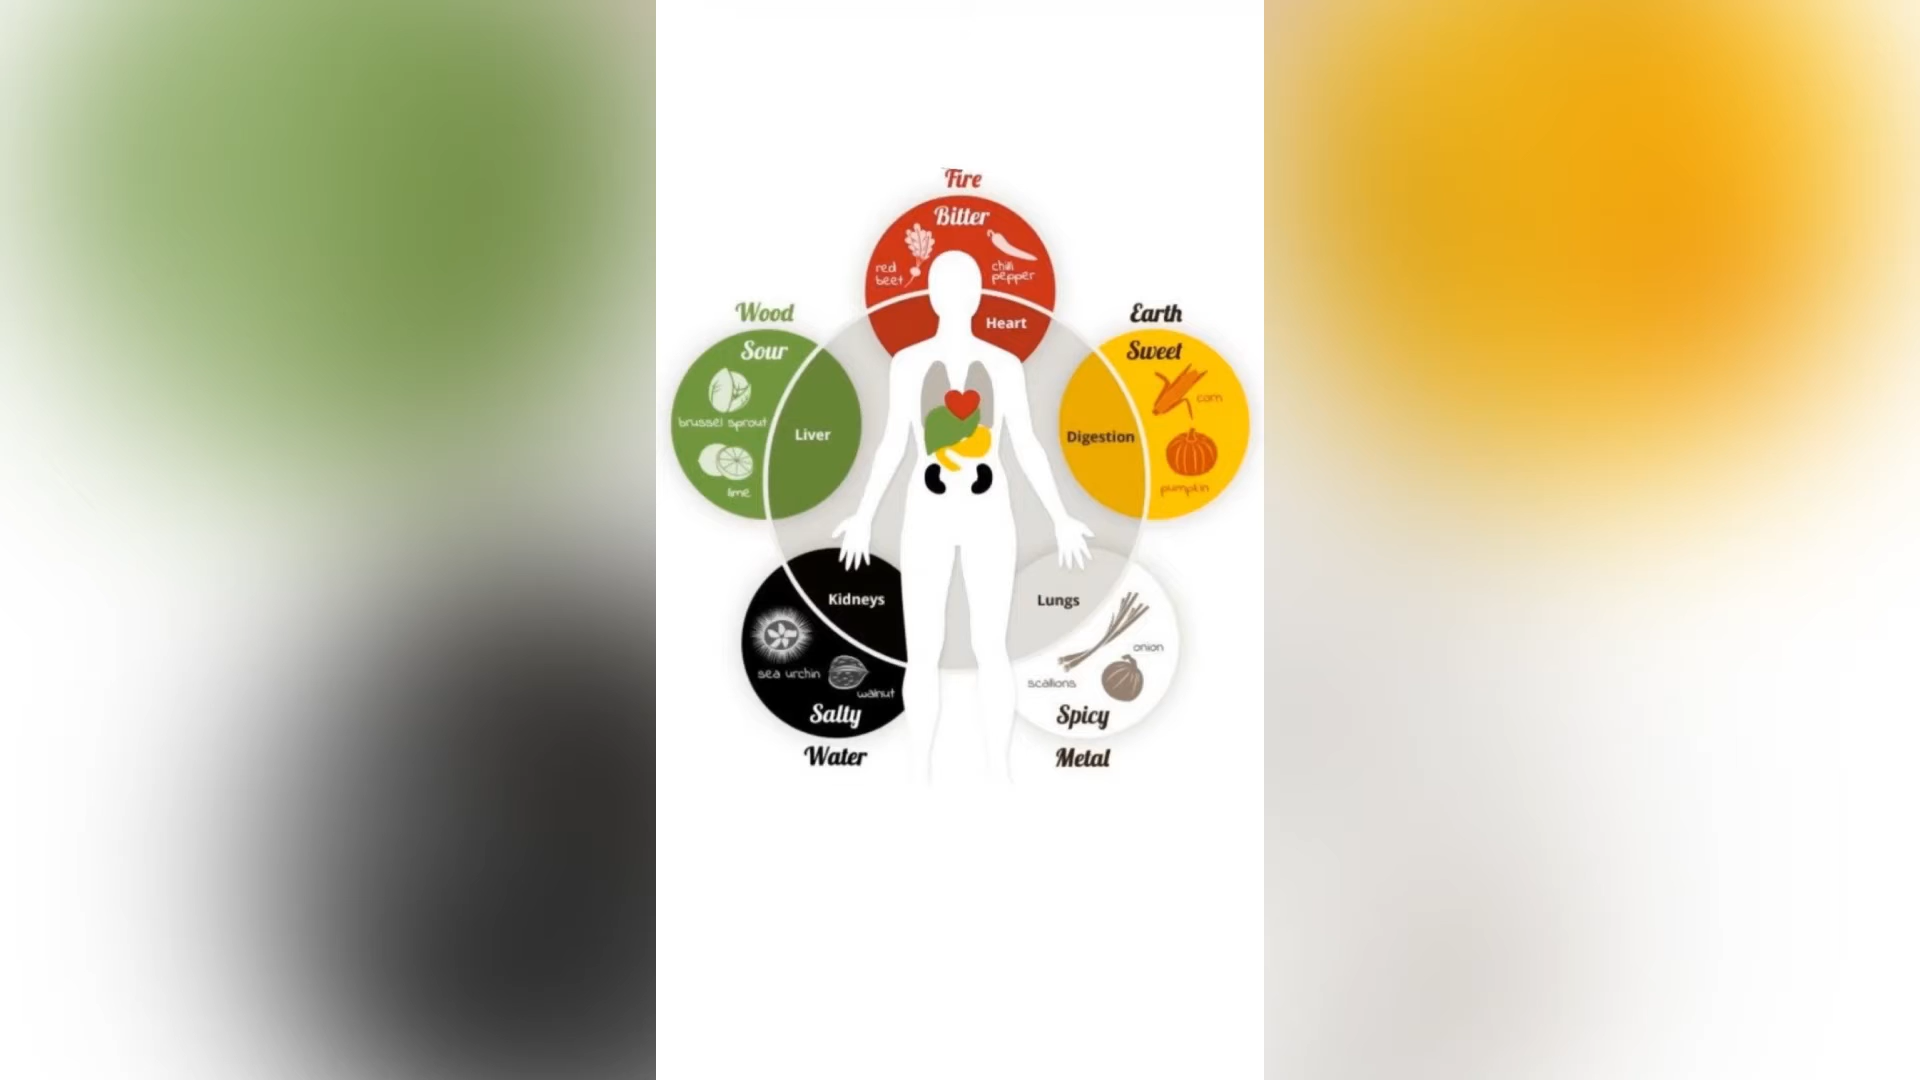 Fire
Bitter
red
beet
chilli
pepper
Heart
Wood
Sour
brussel sprout
lime
Liver
Earth
Sweet
corn
pumpkin
Digestion
Kidneys
sea urchin
walnut
Salty
Water
Lungs
onion
scallions
Spicy
Metal